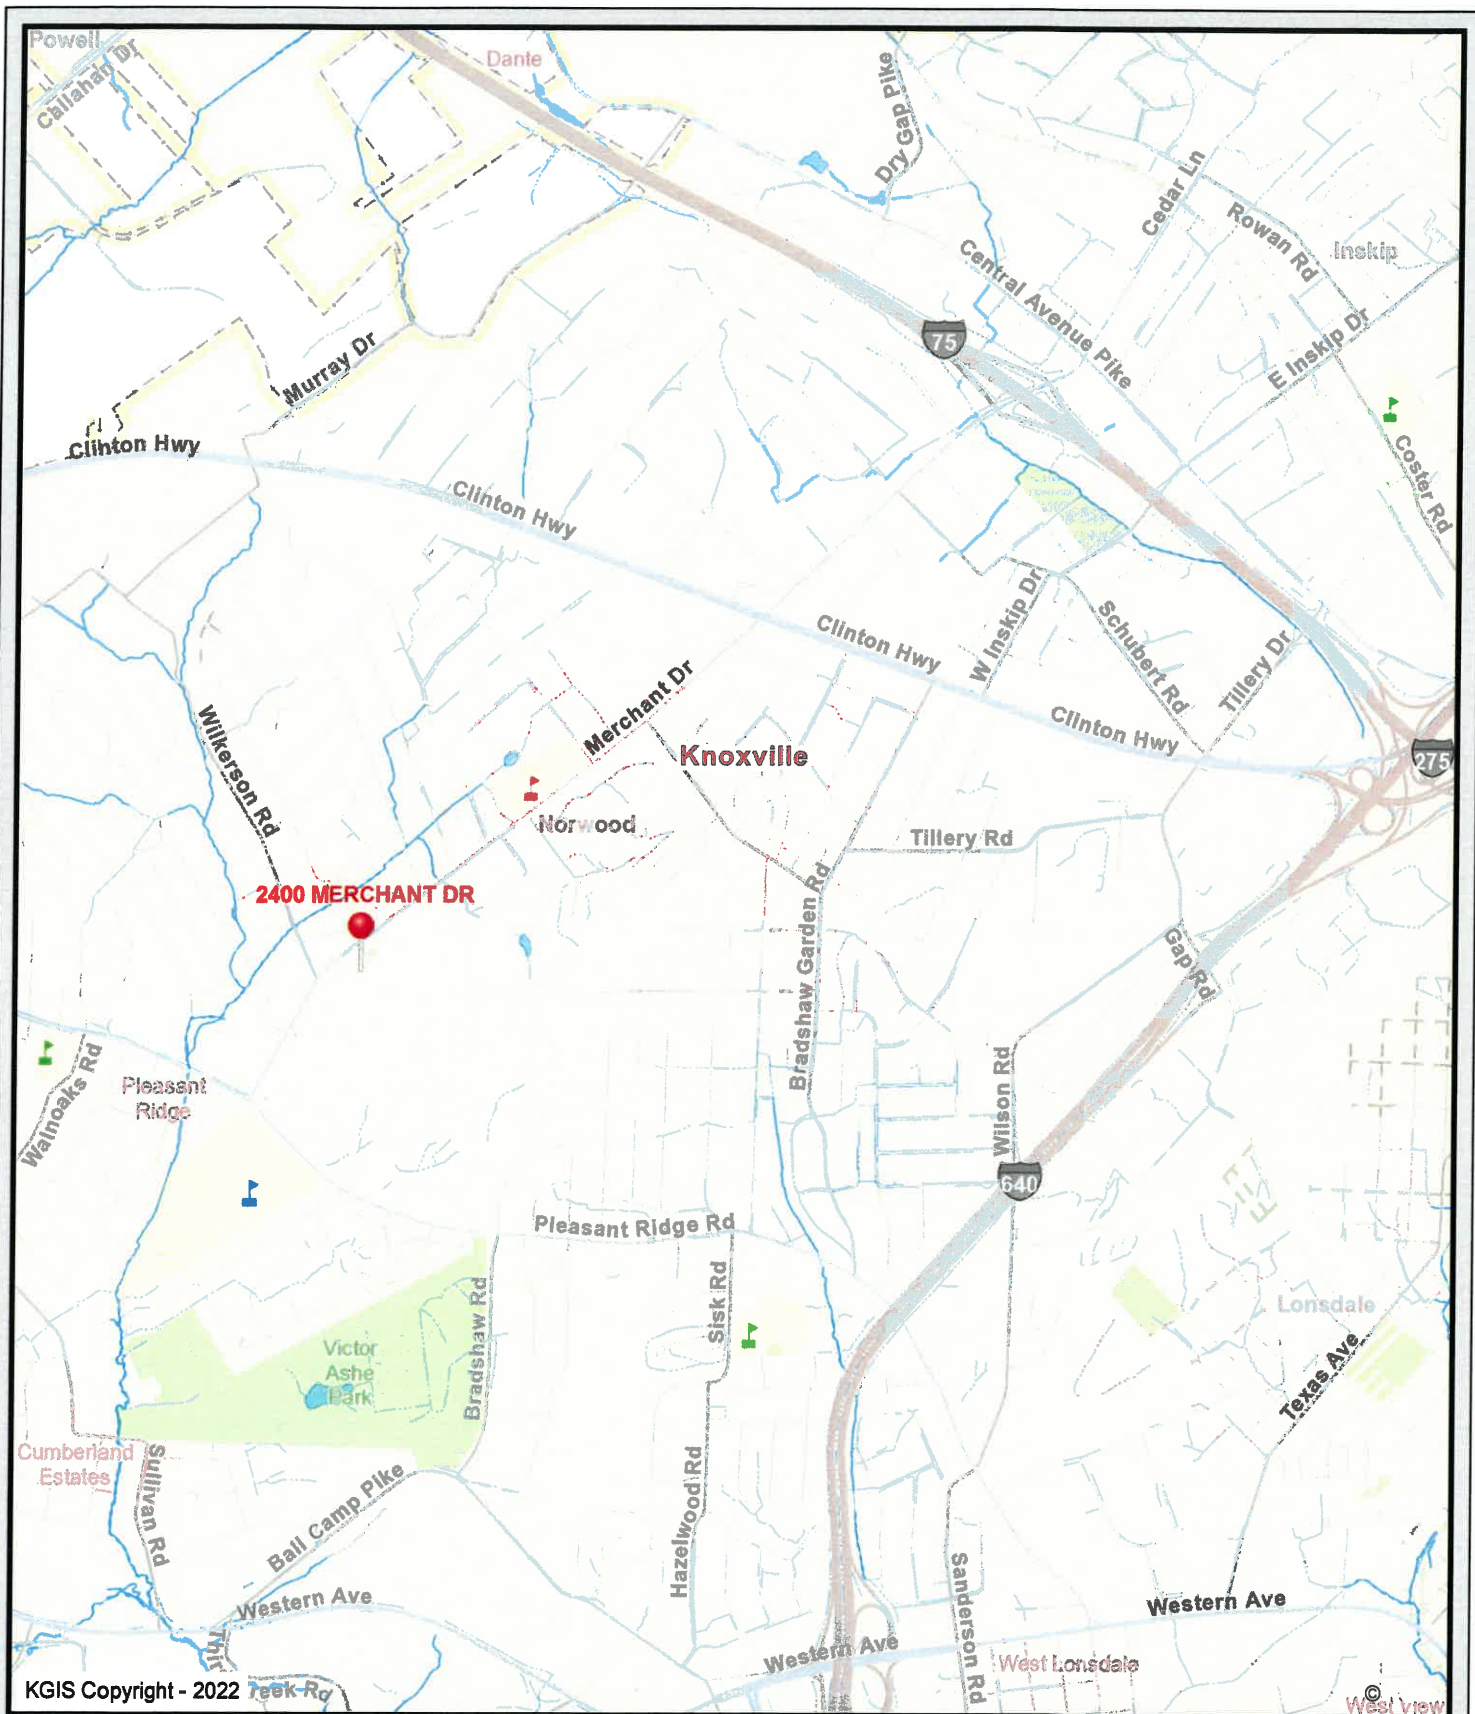 Powell
Callahan Dr
Dante
Dry Gap Pike
Cedar Ln
Rowan Rd
Inskip
Central Avenue Pike
75
E Inskip Dr
Murray Dr
Clinton Hwy
Coster Rd
Clinton Hwy
W Inskip Dr
Schubert Rd
Clinton Hwy
Tillery Dr
Merchant Dr
Clinton Hwy
Wilkerson Rd
Knoxville
275
Norwood
Tillery Rd
2400 MERCHANT DR
Bradshaw Garden Rd
Gap Rd
Walnoaks Rd
Pleasant
Ridge
Wilson Rd
640
Pleasant Ridge Rd
Sisk Rd
Bradshaw Rd
Lonsdale
Victor
Ashe
Park
Texas Ave
Cumberland
Estates
Sullivan Rd
Ball Camp Pike
Hazelwood Rd
Sanderson Rd
Western Ave
Western Ave
Western Ave
West Lonsdale
Thir
reek Rd
KGIS Copyright - 2022
©
West view